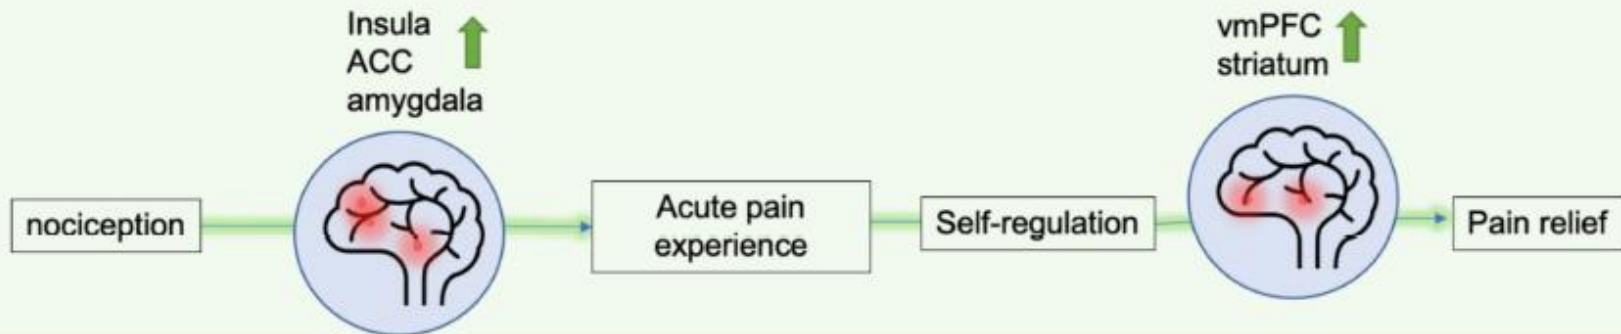 Insula
ACC
amygdala
vmPFC
striatum
nociception
Acute pain
experience
Self-regulation
Pain relief